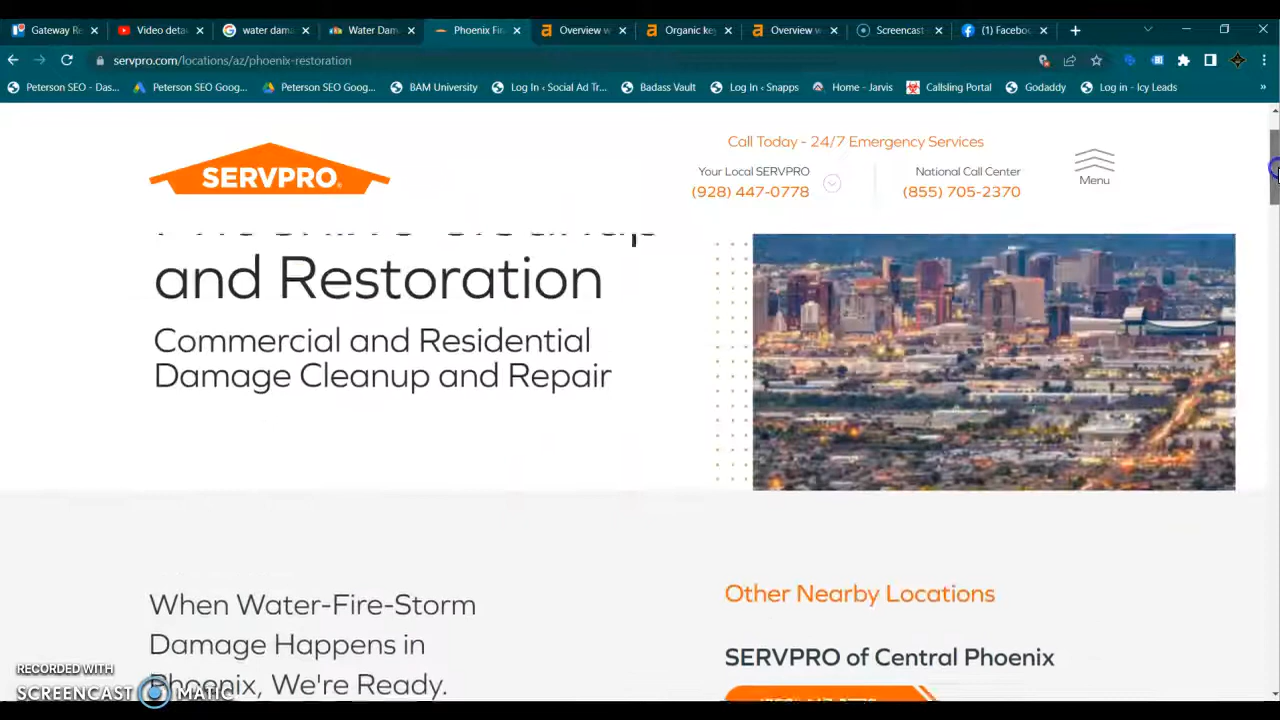 Gateway Re
Video deta
water dama
Water Dam
Phoenix Fir
Overview w
Organic key
Overview w
Screencast
(1) Faceboo
servpro.com/locations/az/phoenix-restoration
Peterson SEO - Das...
Peterson SEO Goog...
Peterson SEO Goog...
BAM University
Log In ‹ Social Ad Tr...
Badass Vault
Log In ‹ Snapps
Home - Jarvis
Callsling Portal
Godaddy
Log in - Icy Leads
»
SERVPRO
Call Today - 24/7 Emergency Services
Your Local SERVPRO
(928) 447-0778
National Call Center
(855) 705-2370
Menu
and Restoration
Commercial and Residential
Damage Cleanup and Repair
When Water-Fire-Storm
Damage Happens in
Phoenix, We're Ready.
Other Nearby Locations
SERVPRO of Central Phoenix
RECORDED WITH
SCREENCAST MATIC